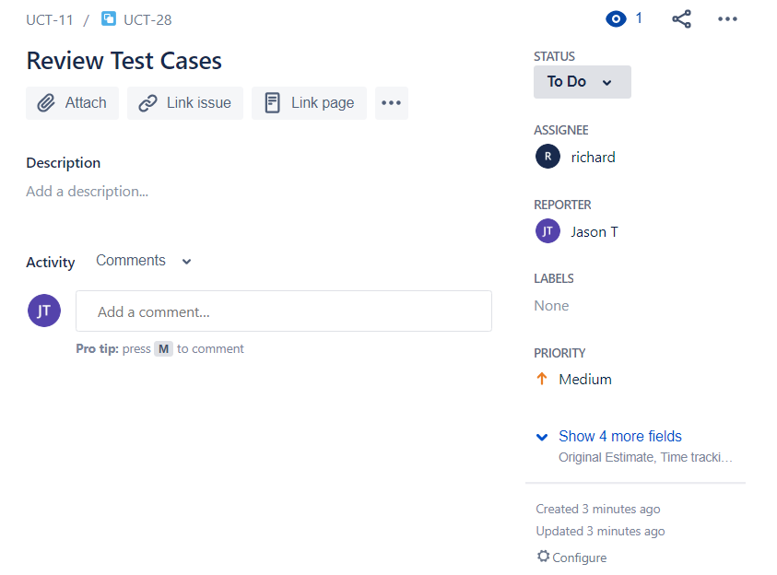 UCT-11 / UCT-28
1
Review Test Cases
Attach
Link issue
Link page
Description
Add a description...
Activity
Comments
JT
Add a comment...
Pro tip: press M to comment
STATUS
To Do
ASSIGNEE
R
richard
REPORTER
JT
Jason T
LABELS
None
PRIORITY
Medium
Show 4 more fields
Original Estimate, Time tracki...
Created 3 minutes ago
Updated 3 minutes ago
Configure